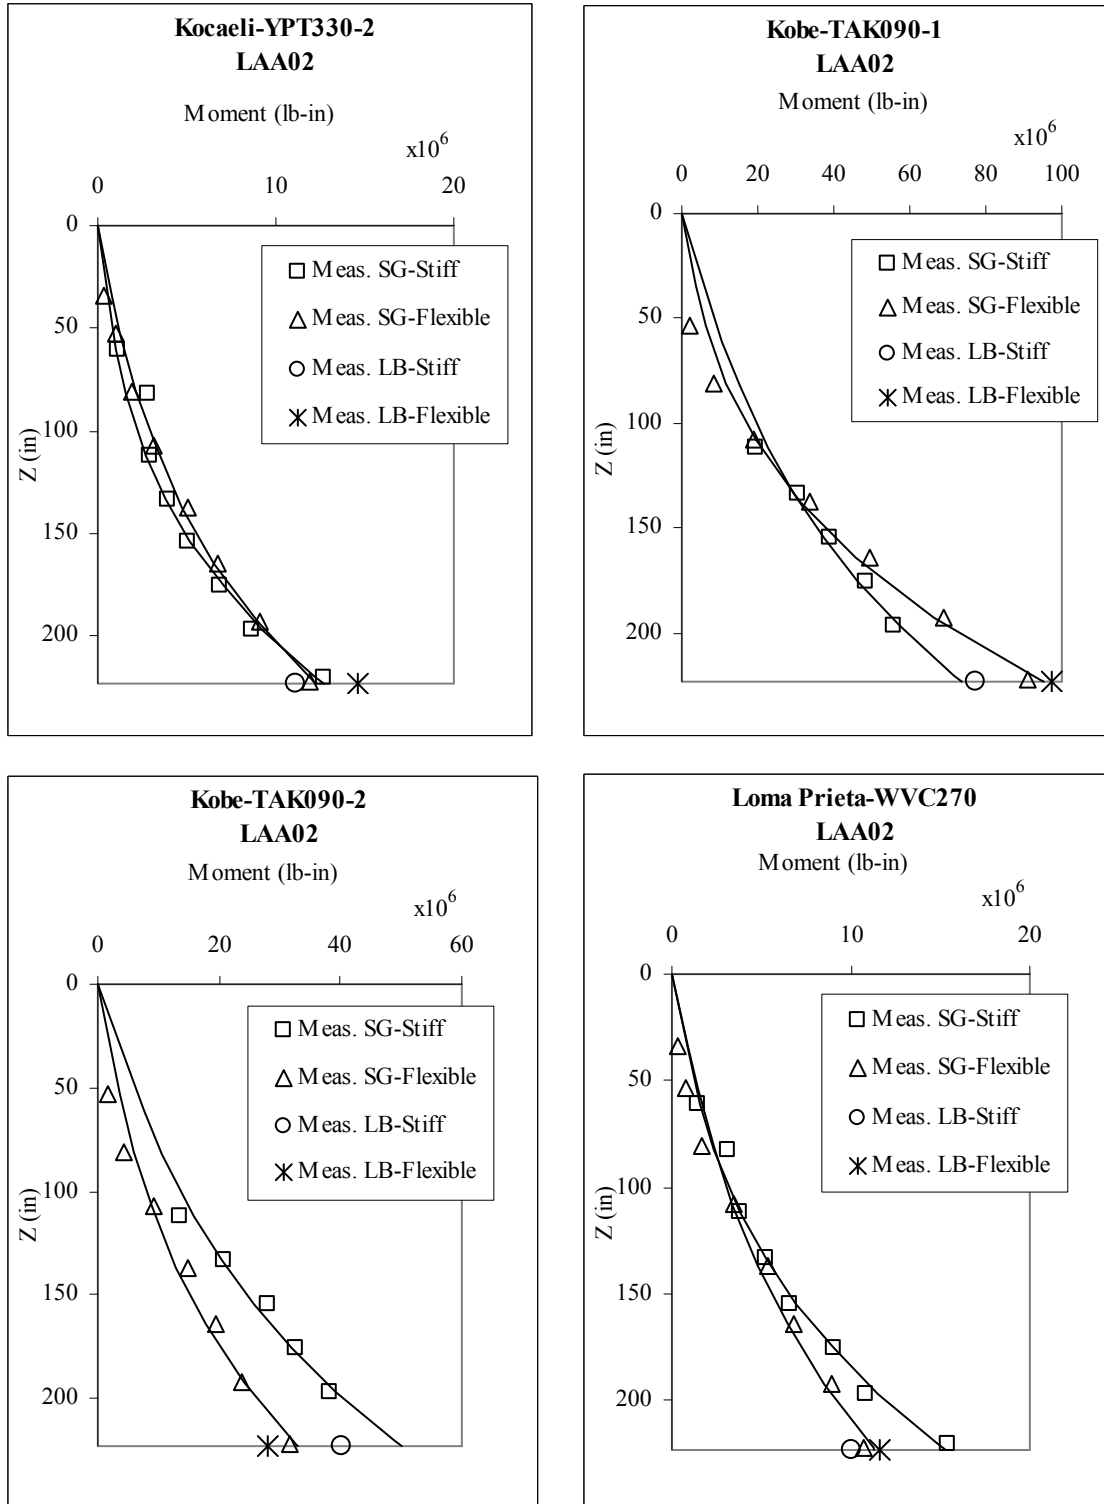 Kocaeli-YPT330-2
LAA02
Moment (lb-in)
x10^6
0 10 20
0
50
100
150
200
Z (in)
Meas. SG-Stiff
Meas. SG-Flexible
Meas. LB-Stiff
Meas. LB-Flexible
Kobe-TAK090-1
LAA02
Moment (lb-in)
x10^6
0 20 40 60 80 100
0
50
100
150
200
Z (in)
Meas. SG-Stiff
Meas. SG-Flexible
Meas. LB-Stiff
Meas. LB-Flexible
Kobe-TAK090-2
LAA02
Moment (lb-in)
x10^6
0 20 40 60
0
50
100
150
200
Z (in)
Meas. SG-Stiff
Meas. SG-Flexible
Meas. LB-Stiff
Meas. LB-Flexible
Loma Prieta-WVC270
LAA02
Moment (lb-in)
x10^6
0 10 20
0
50
100
150
200
Z (in)
Meas. SG-Stiff
Meas. SG-Flexible
Meas. LB-Stiff
Meas. LB-Flexible